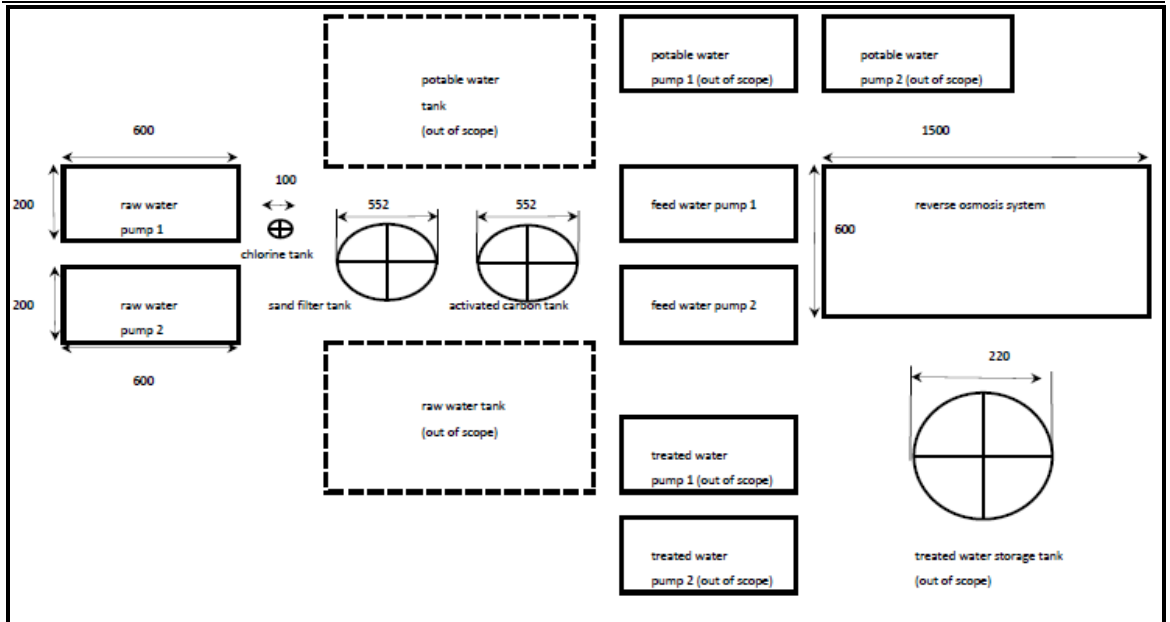 potable water
tank
(out of scope)
potable water
pump 1 (out of scope)
potable water
pump 2 (out of scope)
600
1500
200
raw water
pump 1
100
chlorine tank
552
sand filter tank
552
activated carbon tank
feed water pump 1
600
reverse osmosis system
200
raw water
pump 2
600
feed water pump 2
raw water tank
(out of scope)
220
treated water
pump 1 (out of scope)
treated water
pump 2 (out of scope)
treated water storage tank
(out of scope)